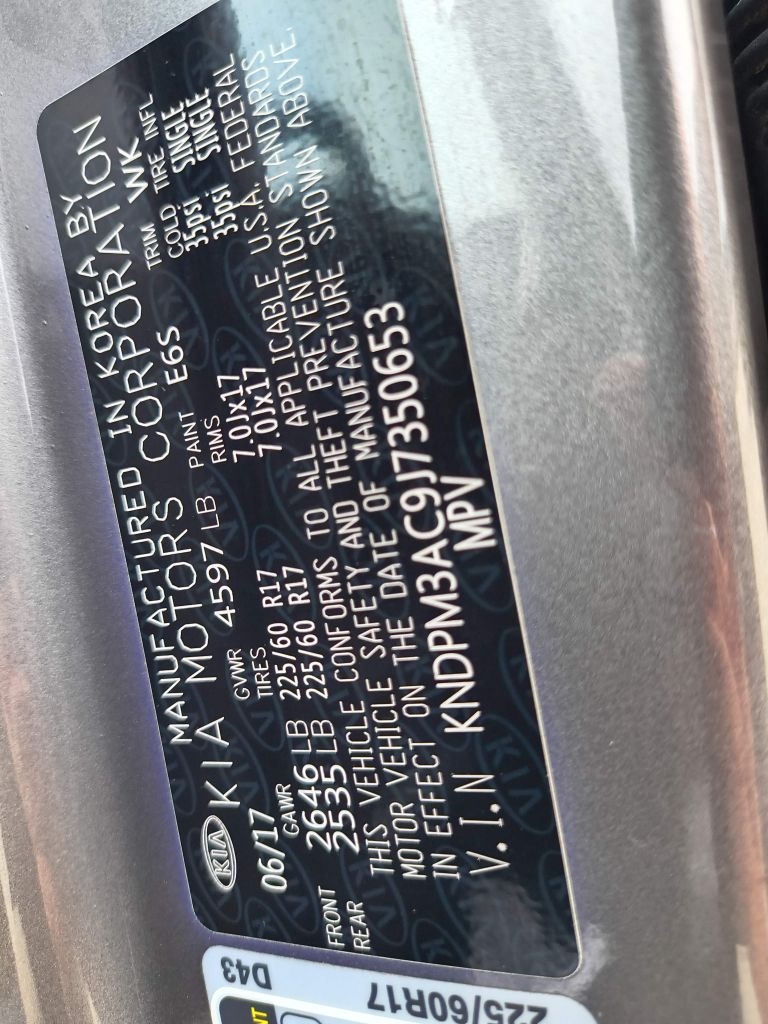 MANUFACTURED IN KOREA BY
KIA KIA MOTORS CORPORATION
06/17 GVWR 4597 LB PAINT E6S TRIM WK
GAWR TIRES RIMS COLD TIRE INFL
FRONT 2646 LB 225/60 R17 7.0Jx17 35psi SINGLE
REAR 2535 LB 225/60 R17 7.0Jx17 35psi SINGLE
THIS VEHICLE CONFORMS TO ALL APPLICABLE U.S.A. FEDERAL
MOTOR VEHICLE SAFETY AND THEFT PREVENTION STANDARDS
IN EFFECT ON THE DATE OF MANUFACTURE SHOWN ABOVE.
V.I.N KNDPM3AC9J7350653
MPV
D43
225/60R17